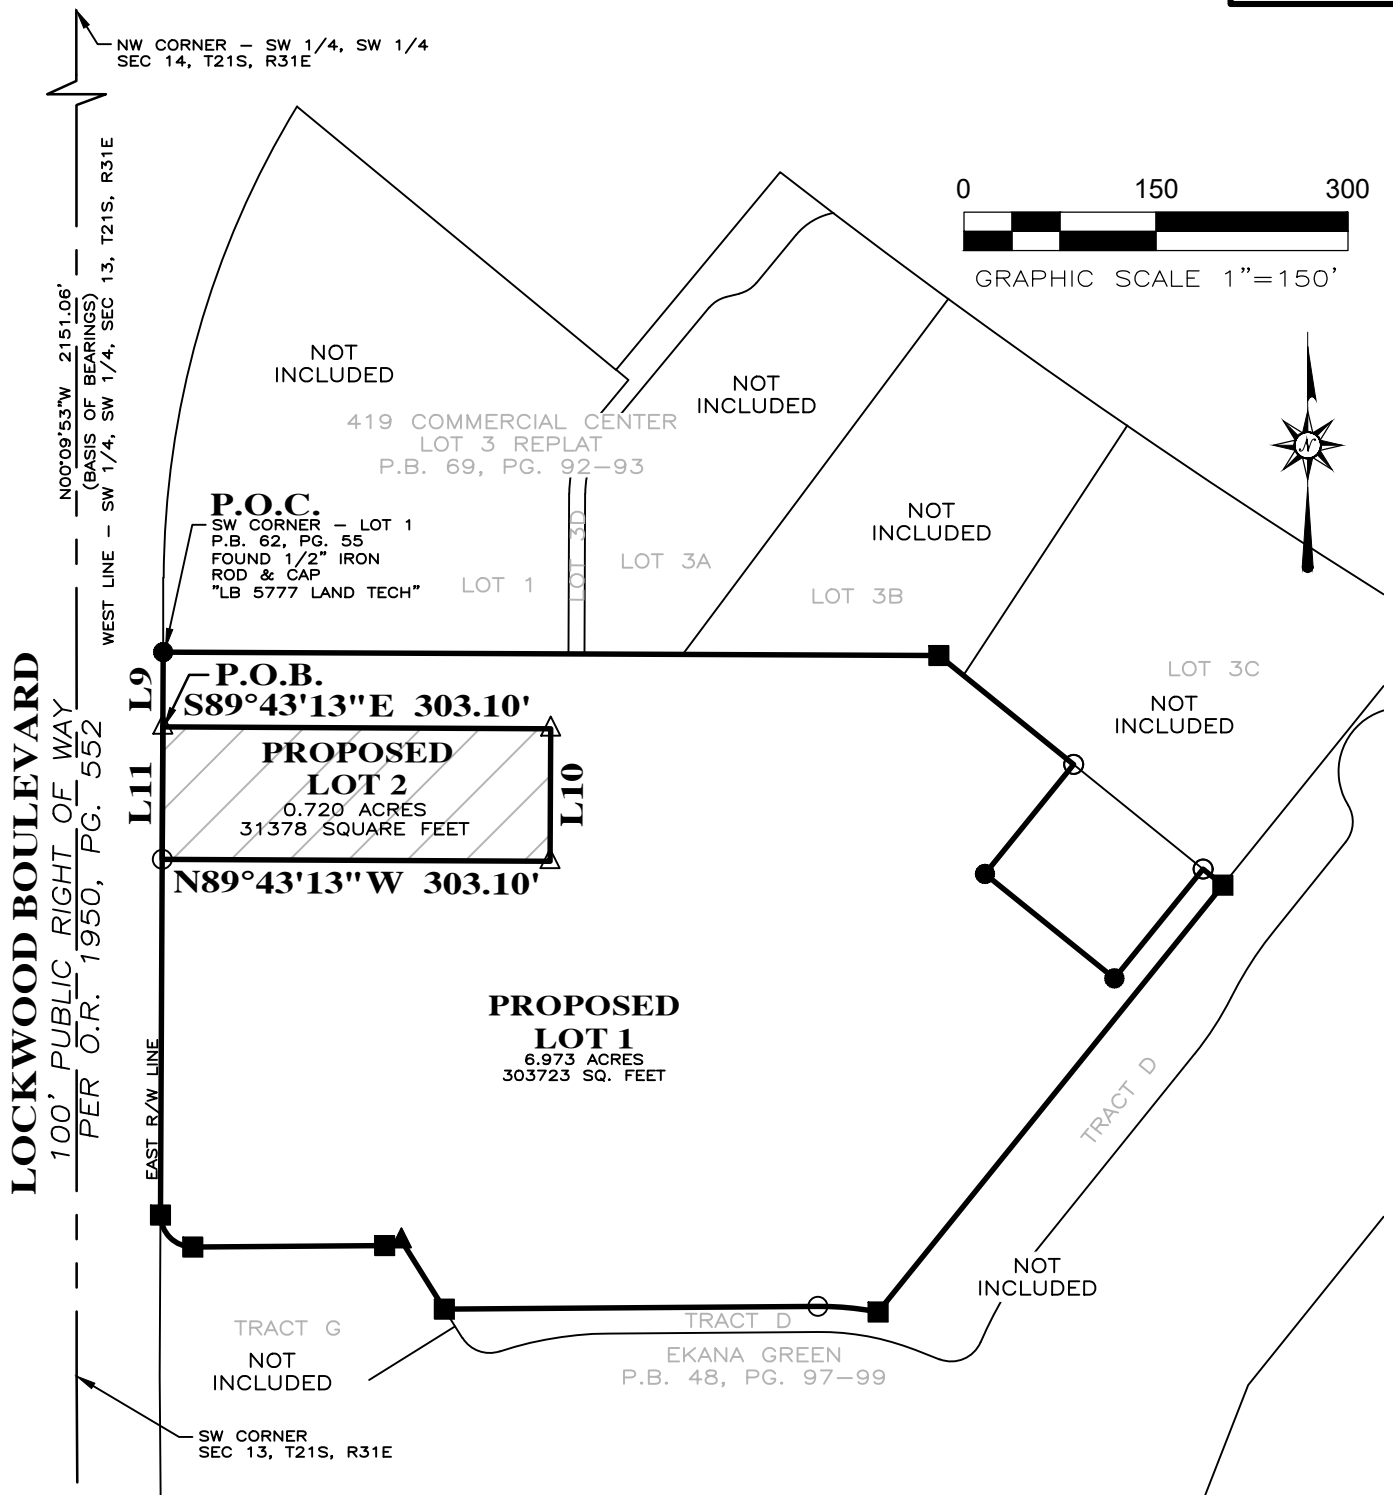 NW CORNER – SW 1/4, SW 1/4
SEC 14, T21S, R31E
0 150 300
GRAPHIC SCALE 1"=150'
N
N00°09'53"W 2151.06'
(BASIS OF BEARINGS)
WEST LINE – SW 1/4, SW 1/4, SEC 13, T21S, R31E
NOT
INCLUDED
NOT
INCLUDED
419 COMMERCIAL CENTER
LOT 3 REPLAT
P.B. 69, PG. 92–93
P.O.C.
SW CORNER – LOT 1
P.B. 62, PG. 55
FOUND 1/2" IRON
ROD & CAP
"LB 5777 LAND TECH"
LOT 1
LOT 3D
LOT 3A
NOT
INCLUDED
LOT 3B
LOT 3C
NOT
INCLUDED
L9
P.O.B.
S89°43'13"E 303.10'
L11
PROPOSED
LOT 2
0.720 ACRES
31378 SQUARE FEET
L10
N89°43'13"W 303.10'
LOCKWOOD BOULEVARD
100' PUBLIC RIGHT OF WAY
PER O.R. 1950, PG. 552
EAST R/W LINE
PROPOSED
LOT 1
6.973 ACRES
303723 SQ. FEET
TRACT D
NOT
INCLUDED
TRACT G
NOT
INCLUDED
TRACT D
EKANA GREEN
P.B. 48, PG. 97–99
SW CORNER
SEC 13, T21S, R31E